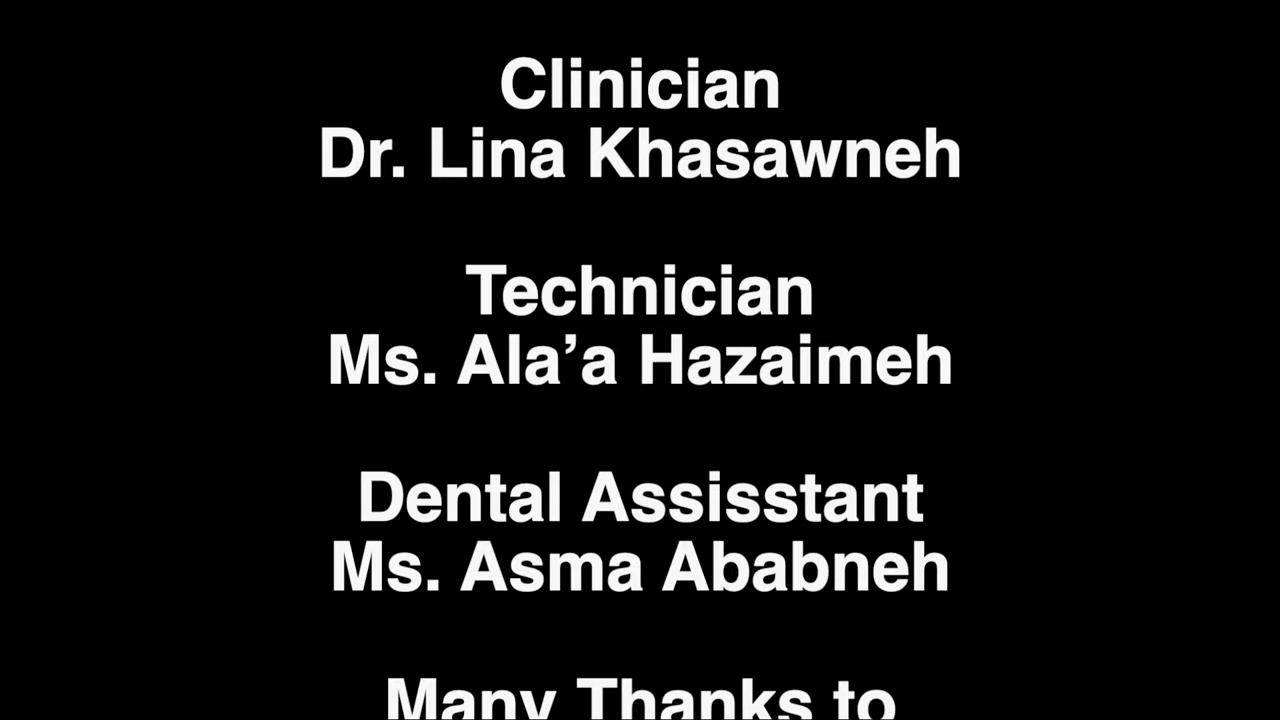 Clinician
Dr. Lina Khasawneh
Technician
Ms. Ala’a Hazaimeh
Dental Assisstant
Ms. Asma Ababneh
Many Thanks to